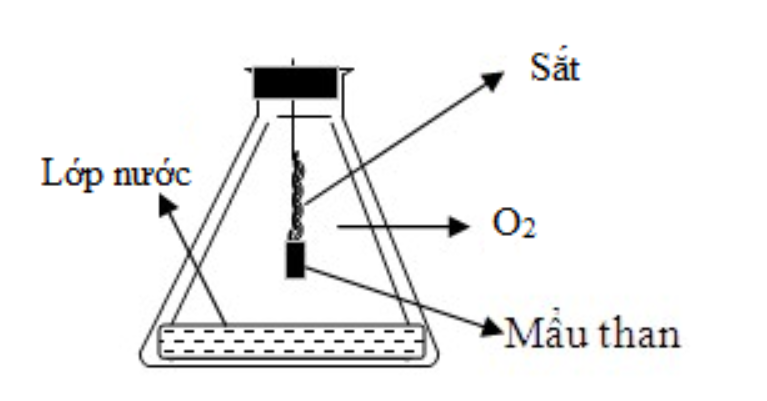 Sắt
Lớp nước
O₂
Mẩu than